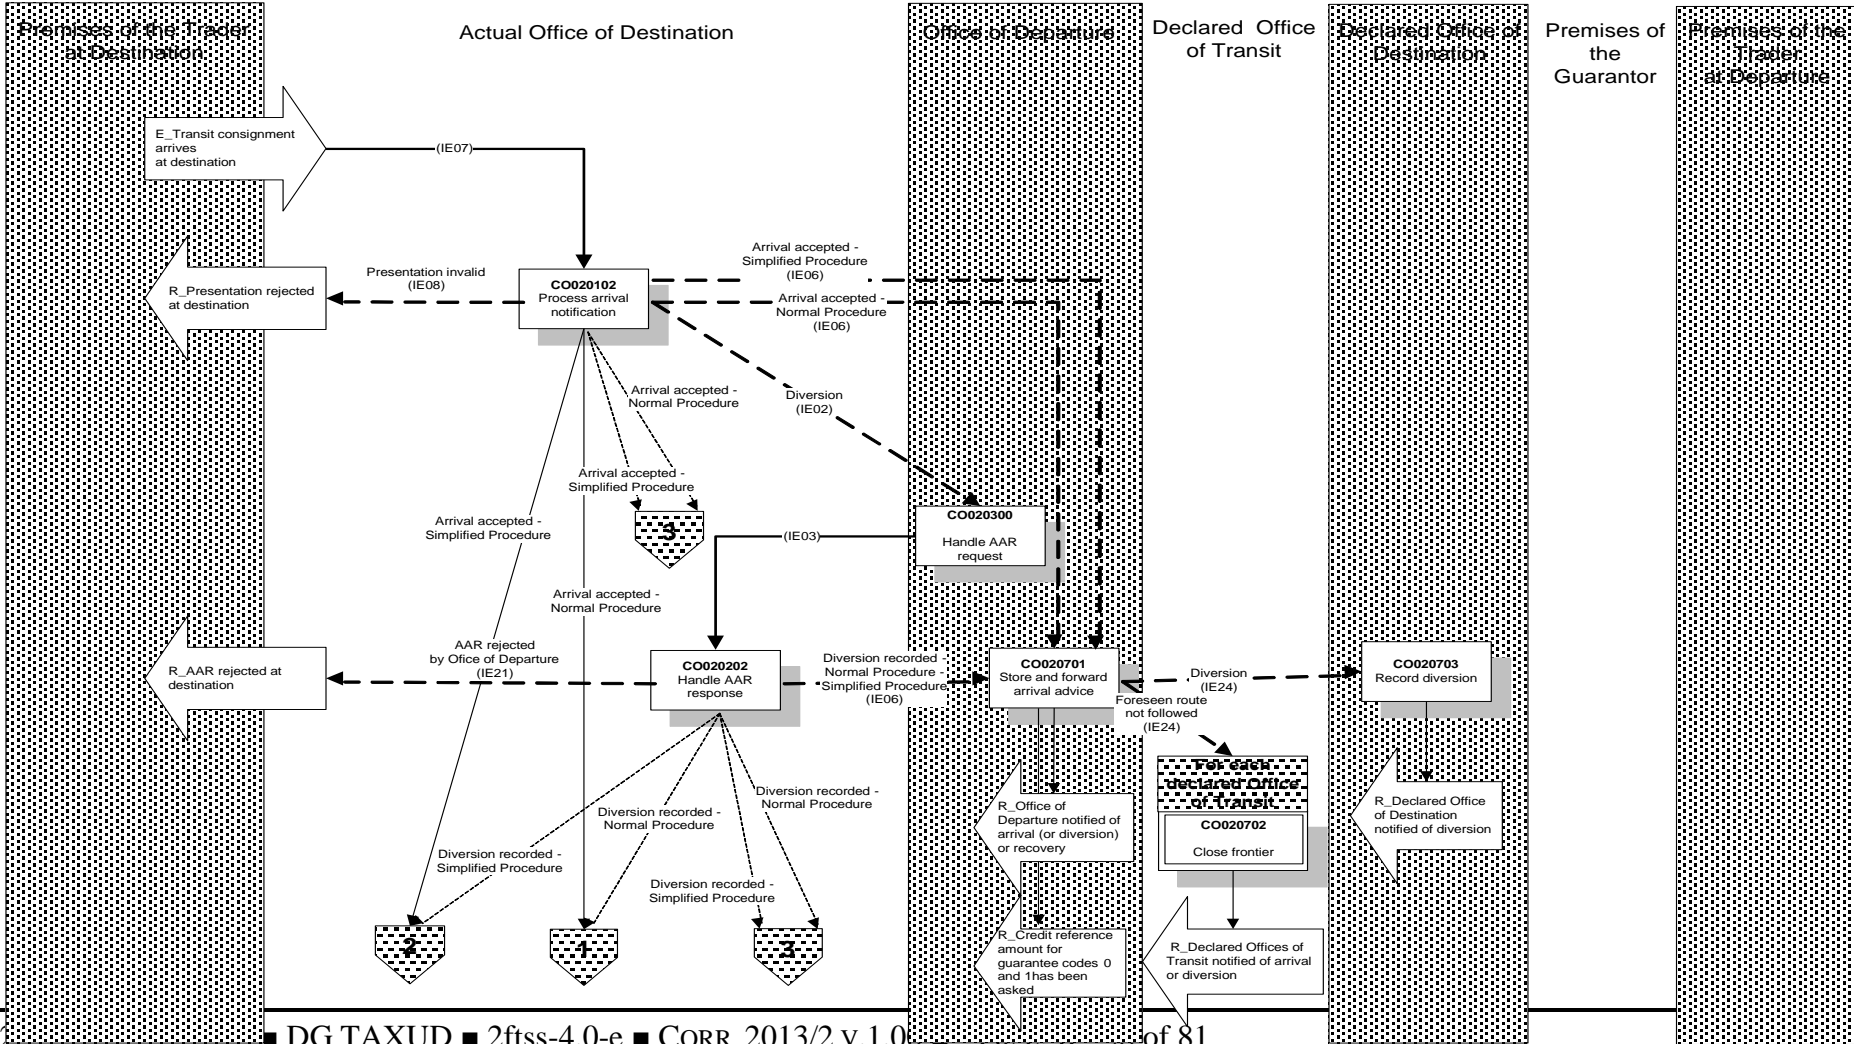 Premises of the Trader
at Destination
Actual Office of Destination
Office of Departure
Declared Office
of Transit
Declared Office of
Destination
Premises of
the
Guarantor
Premises of the
Trader
at Departure
E_Transit consignment
arrives
at destination
(IE07)
R_Presentation rejected
at destination
Presentation invalid
(IE08)
CO020102
Process arrival
notification
Arrival accepted -
Simplified Procedure
(IE06)
Arrival accepted -
Normal Procedure
(IE06)
Diversion
(IE02)
Arrival accepted -
Normal Procedure
Arrival accepted -
Simplified Procedure
3
Arrival accepted -
Simplified Procedure
Arrival accepted -
Normal Procedure
(IE03)
CO020300
Handle AAR
request
R_AAR rejected at
destination
AAR rejected
by Ofice of Departure
(IE21)
CO020202
Handle AAR
response
Diversion recorded -
Normal Procedure -
Simplified Procedure
(IE06)
CO020701
Store and forward
arrival advice
Diversion
(IE24)
Foreseen route
not followed
(IE24)
CO020703
Record diversion
For each
declared Office
of Transit
CO020702
Close frontier
R_Office of
Departure notified of
arrival (or diversion)
or recovery
R_Declared Office
of Destination
notified of diversion
Diversion recorded -
Normal Procedure
Diversion recorded -
Normal Procedure
Diversion recorded -
Simplified Procedure
Diversion recorded -
Simplified Procedure
2
1
3
R_Credit reference
amount for
guarantee codes 0
and 1has been
asked
R_Declared Offices of
Transit notified of arrival
or diversion
■ DG TAXUD ■ 2ftss-4.0-e ■ CORR. 2013/2 V.1.0 of 81